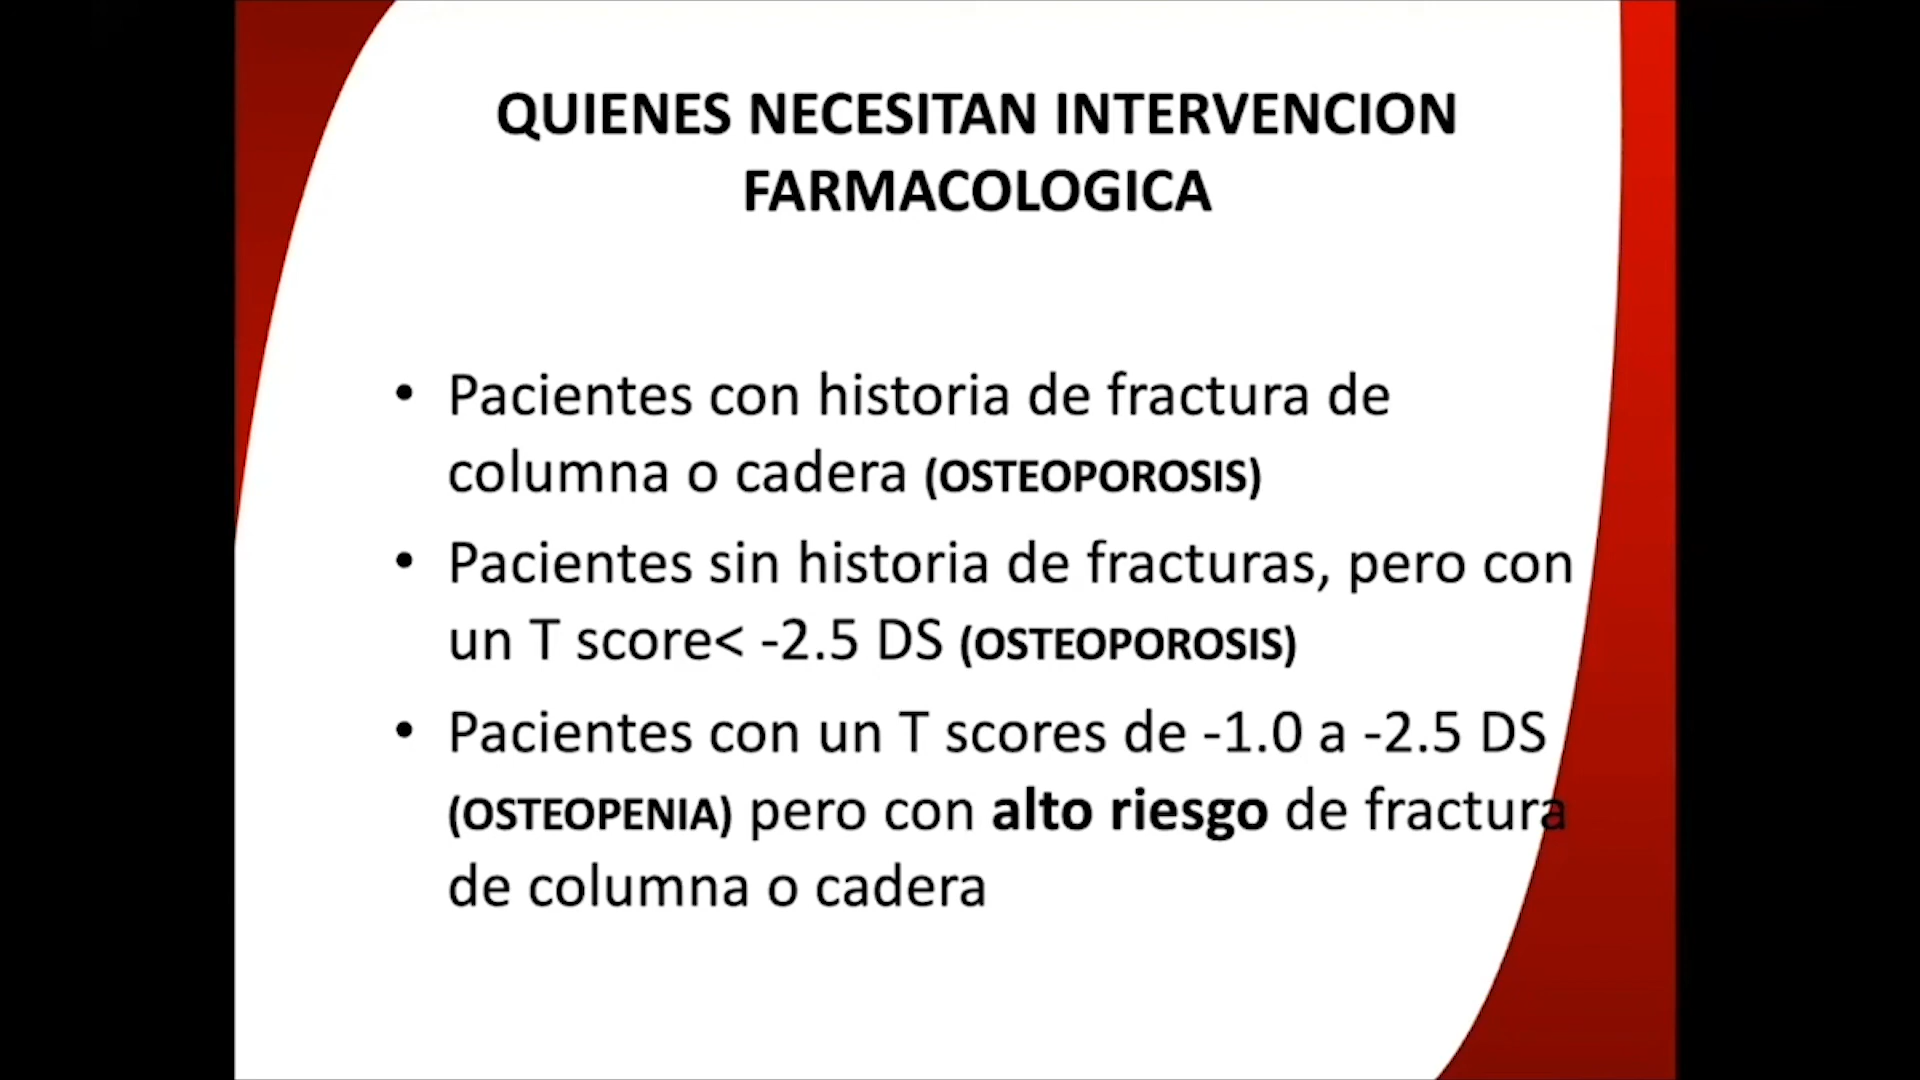 QUIENES NECESITAN INTERVENCION
FARMACOLOGICA
• Pacientes con historia de fractura de
columna o cadera (OSTEOPOROSIS)
• Pacientes sin historia de fracturas, pero con
un T score< -2.5 DS (OSTEOPOROSIS)
• Pacientes con un T scores de -1.0 a -2.5 DS
(OSTEOPENIA) pero con alto riesgo de fractura
de columna o cadera